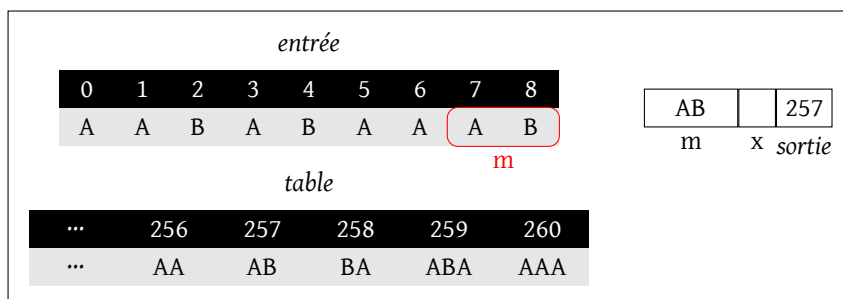 entrée
0 1 2 3 4 5 6 7 8
A A B A B A A A B
m
AB 257
m x sortie
table
... 256 257 258 259 260
... AA AB BA ABA AAA